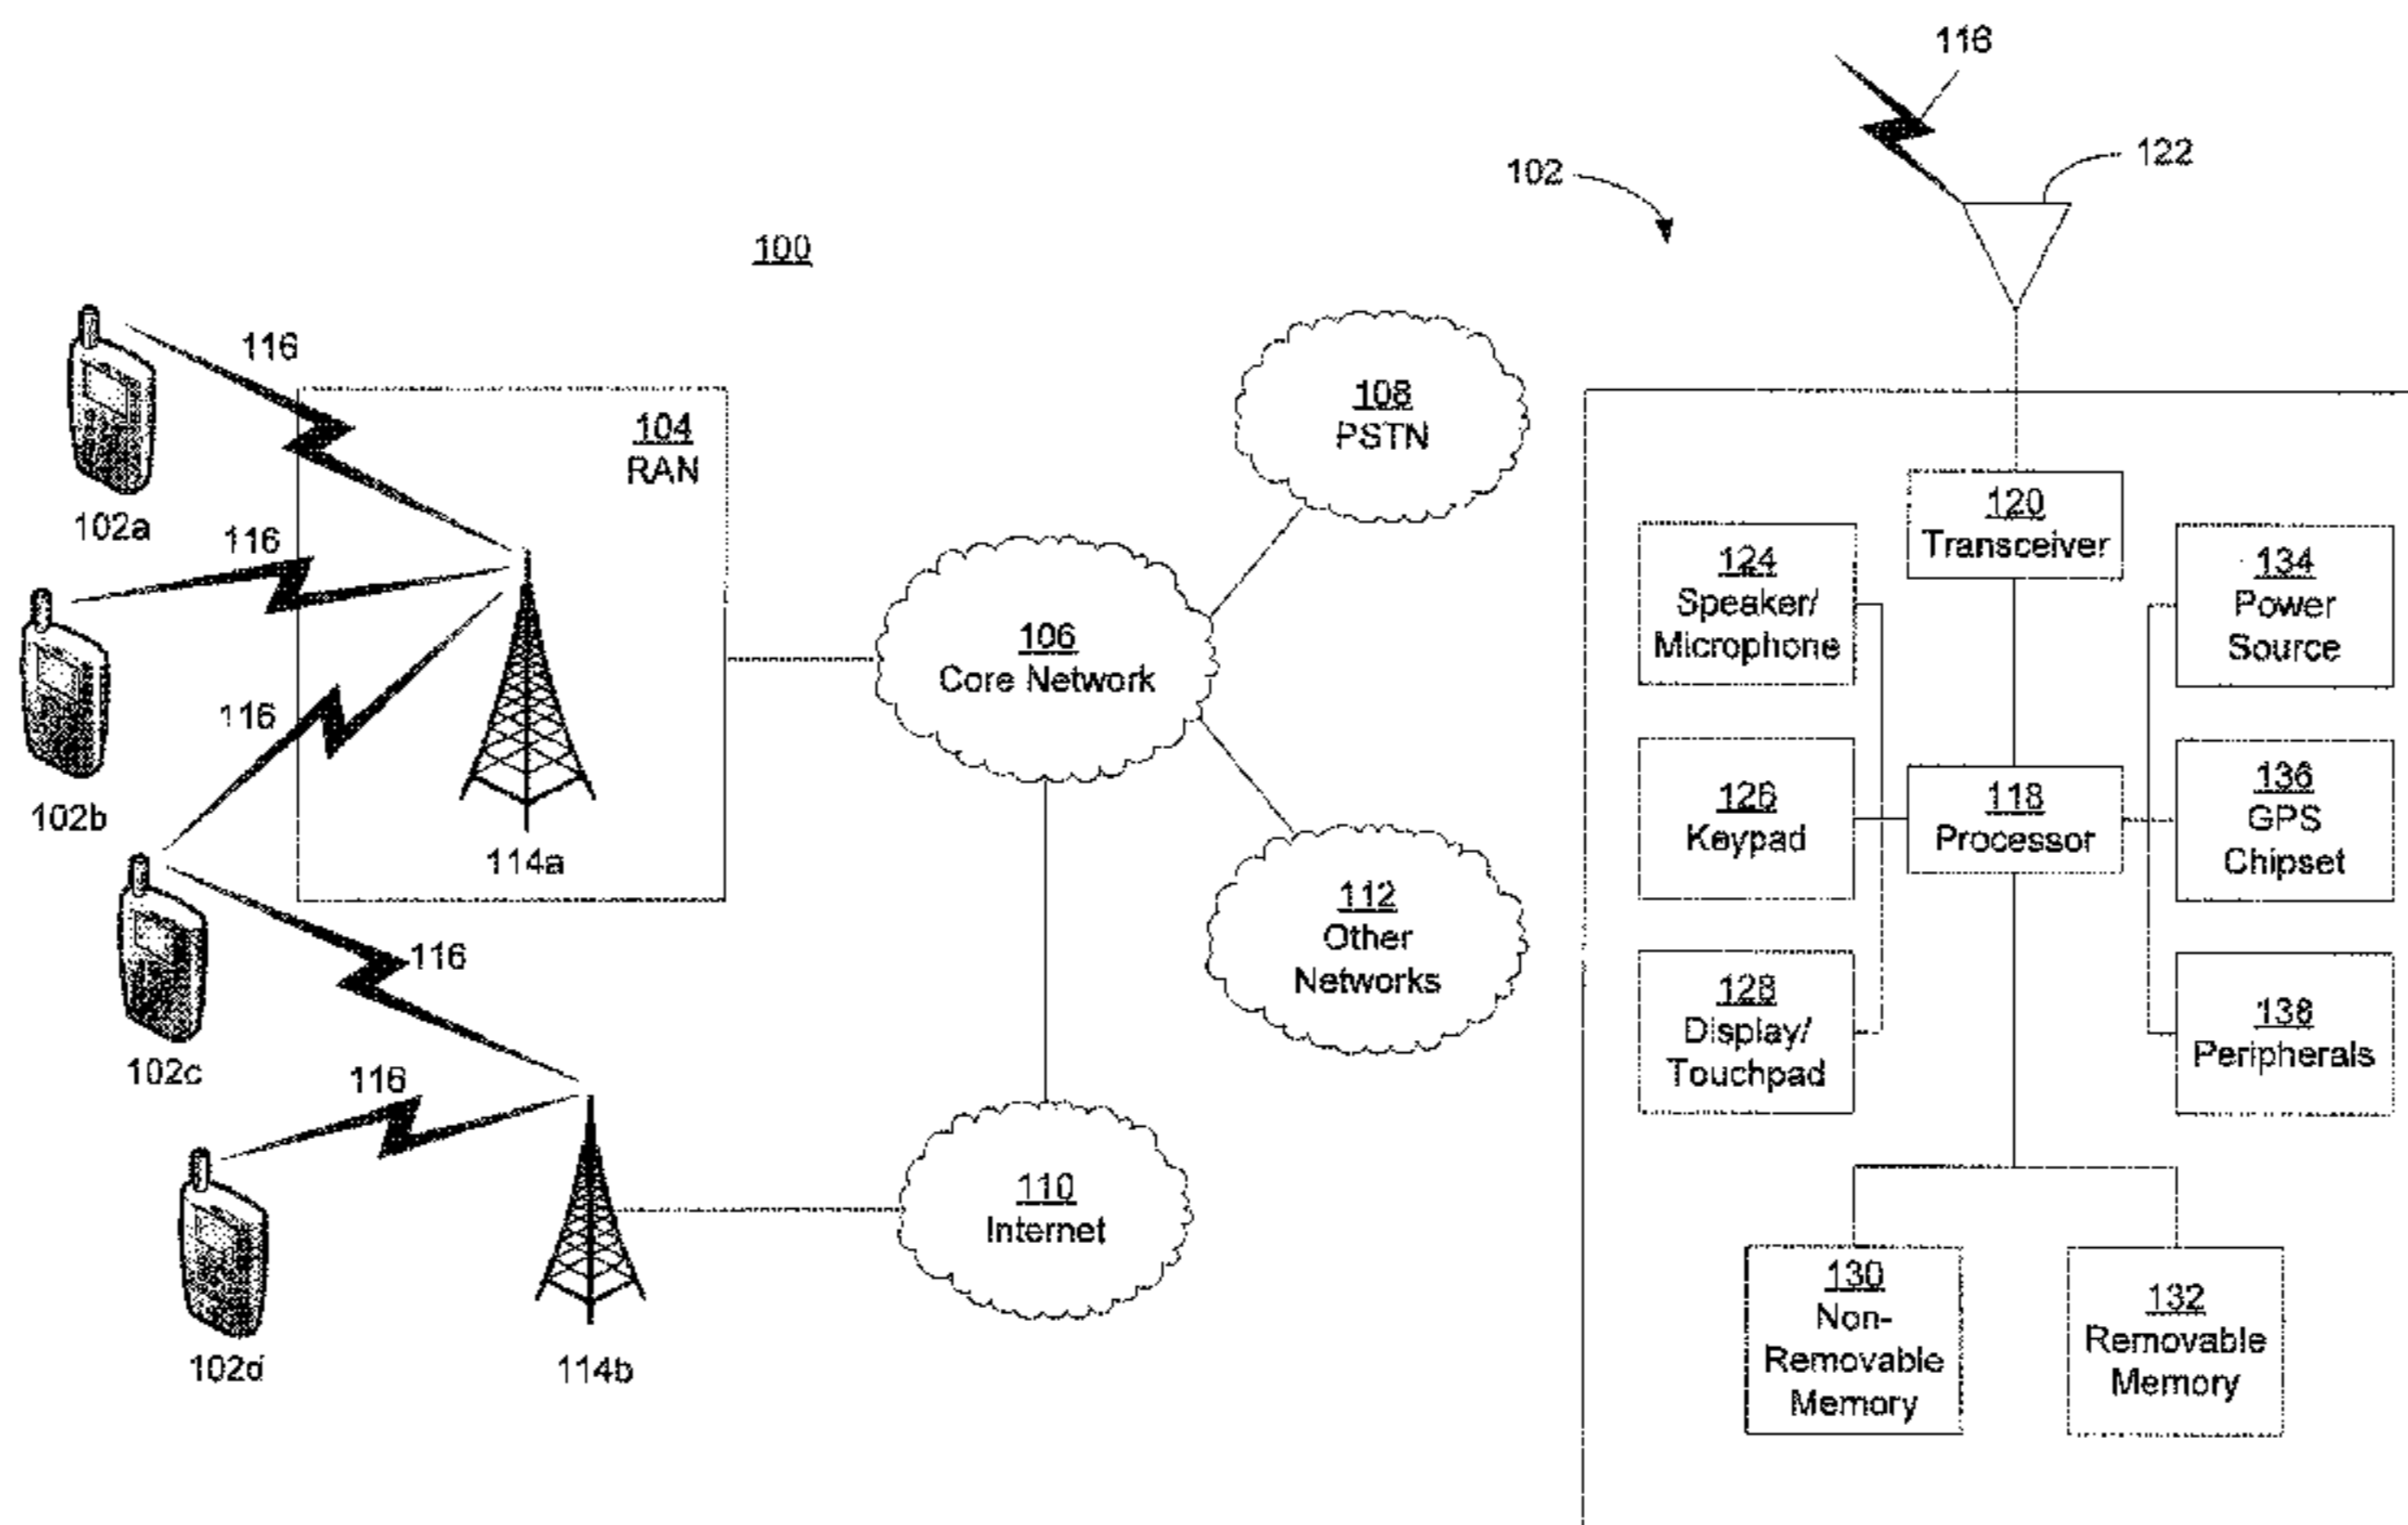 100
116
102a
116
102b
116
102c
116
116
102d
104
RAN
114a
114b
106
Core Network
108
PSTN
112
Other
Networks
110
Internet
102
116
122
120
Transceiver
124
Speaker/
Microphone
126
Keypad
128
Display/
Touchpad
118
Processor
134
Power
Source
136
GPS
Chipset
138
Peripherals
130
Non-
Removable
Memory
132
Removable
Memory